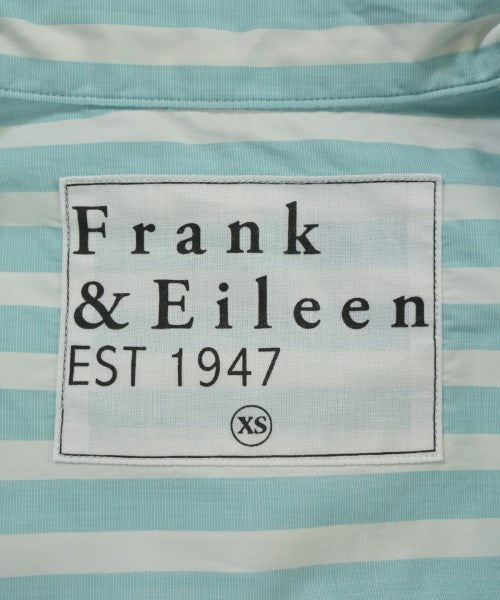 Frank
& Eileen
EST 1947
XS